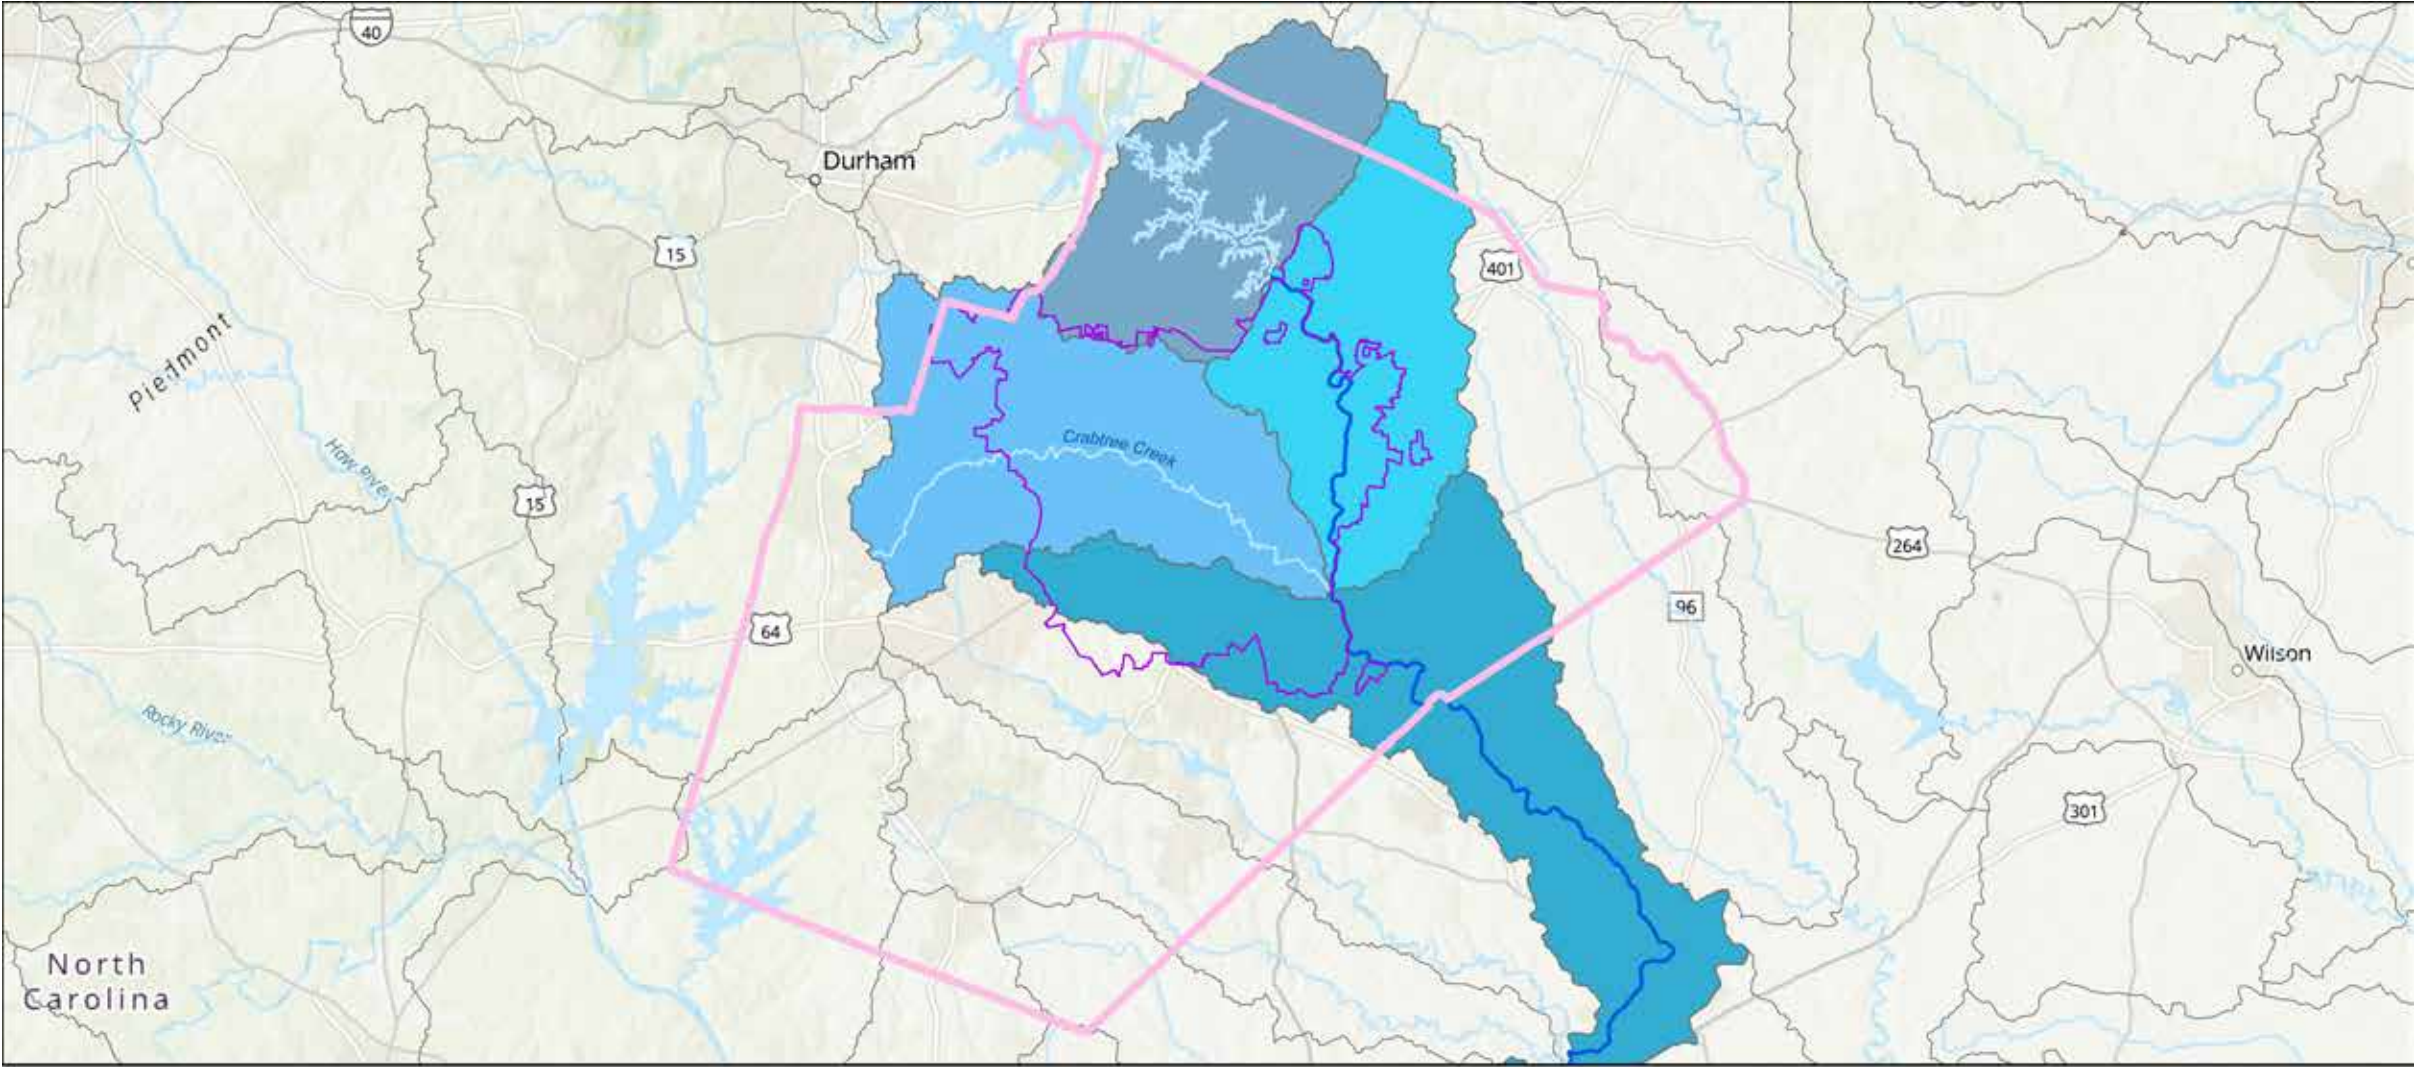 40
Durham
15
401
Piedmont
Crabtree Creek
Haw River
15
264
96
64
Wilson
Rocky River
301
North
Carolina